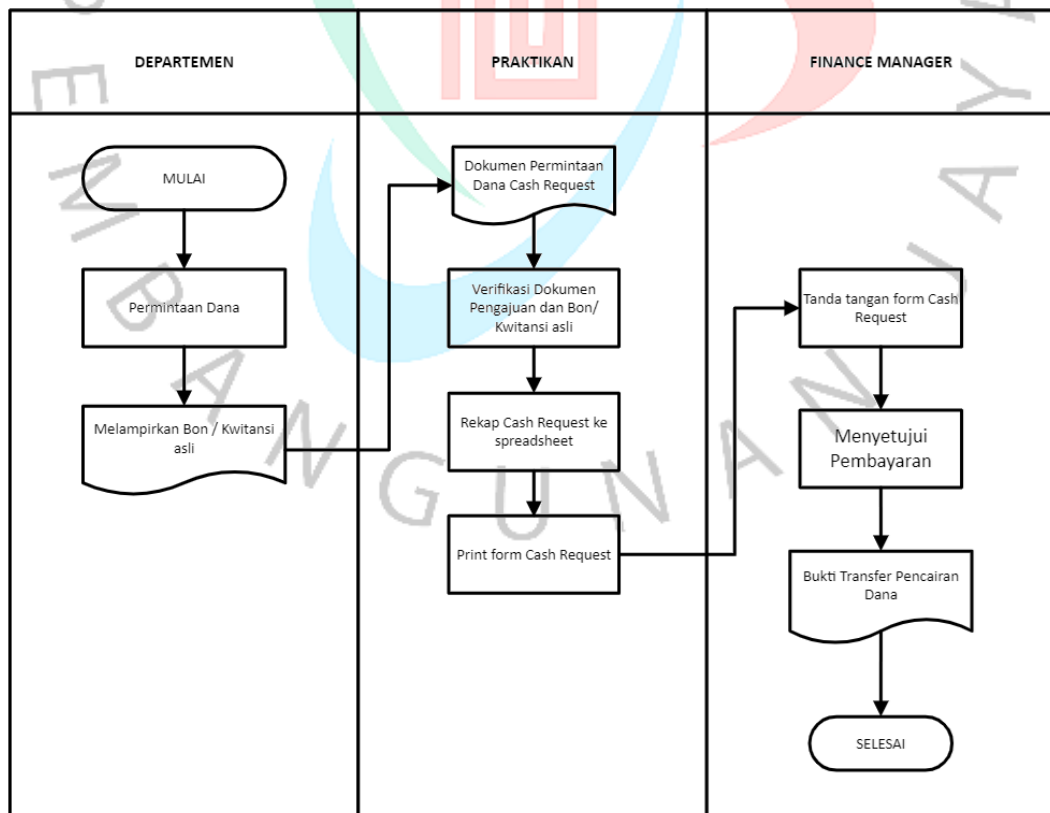 DEPARTEMEN
PRAKTIKAN
FINANCE MANAGER
MULAI
Permintaan Dana
Melampirkan Bon / Kwitansi
asli
Dokumen Permintaan
Dana Cash Request
Verifikasi Dokumen
Pengajuan dan Bon/
Kwitansi asli
Rekap Cash Request ke
spreadsheet
Print form Cash Request
Tanda tangan form Cash
Request
Menyetujui
Pembayaran
Bukti Transfer Pencairan
Dana
SELESAI
EMBANGUNAN JAYA